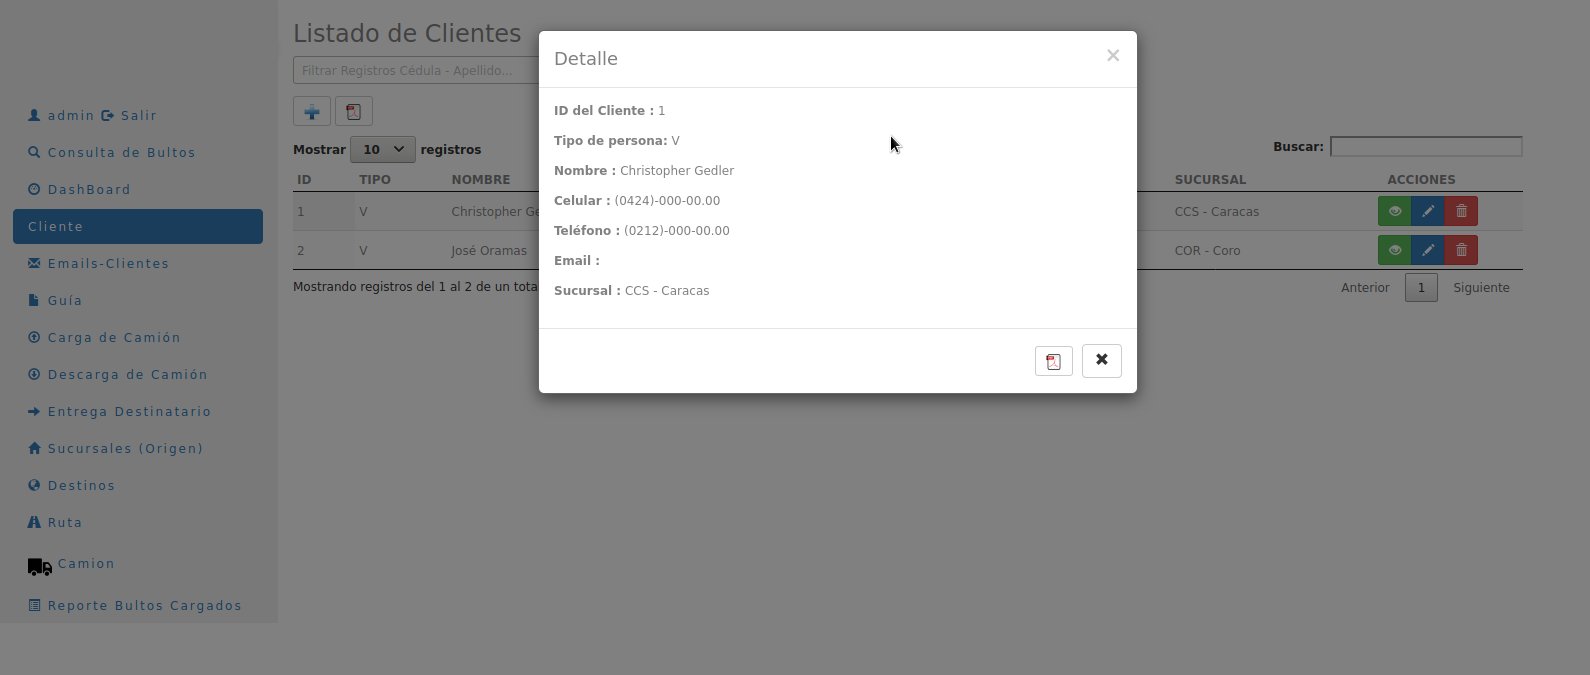 admin Salir
Consulta de Bultos
DashBoard
Cliente
Emails-Clientes
Guía
Carga de Camión
Descarga de Camión
Entrega Destinatario
Sucursales (Origen)
Destinos
Ruta
Camion
Reporte Bultos Cargados
Listado de Clientes
Filtrar Registros Cédula - Apellido...
Mostrar 10 registros
Buscar:
ID TIPO NOMBRE SUCURSAL ACCIONES
1 V Christopher Ge CCS - Caracas
2 V José Oramas COR - Coro
Mostrando registros del 1 al 2 de un tota
Anterior 1 Siguiente
Detalle ×
ID del Cliente : 1
Tipo de persona: V
Nombre : Christopher Gedler
Celular : (0424)-000-00.00
Teléfono : (0212)-000-00.00
Email :
Sucursal : CCS - Caracas